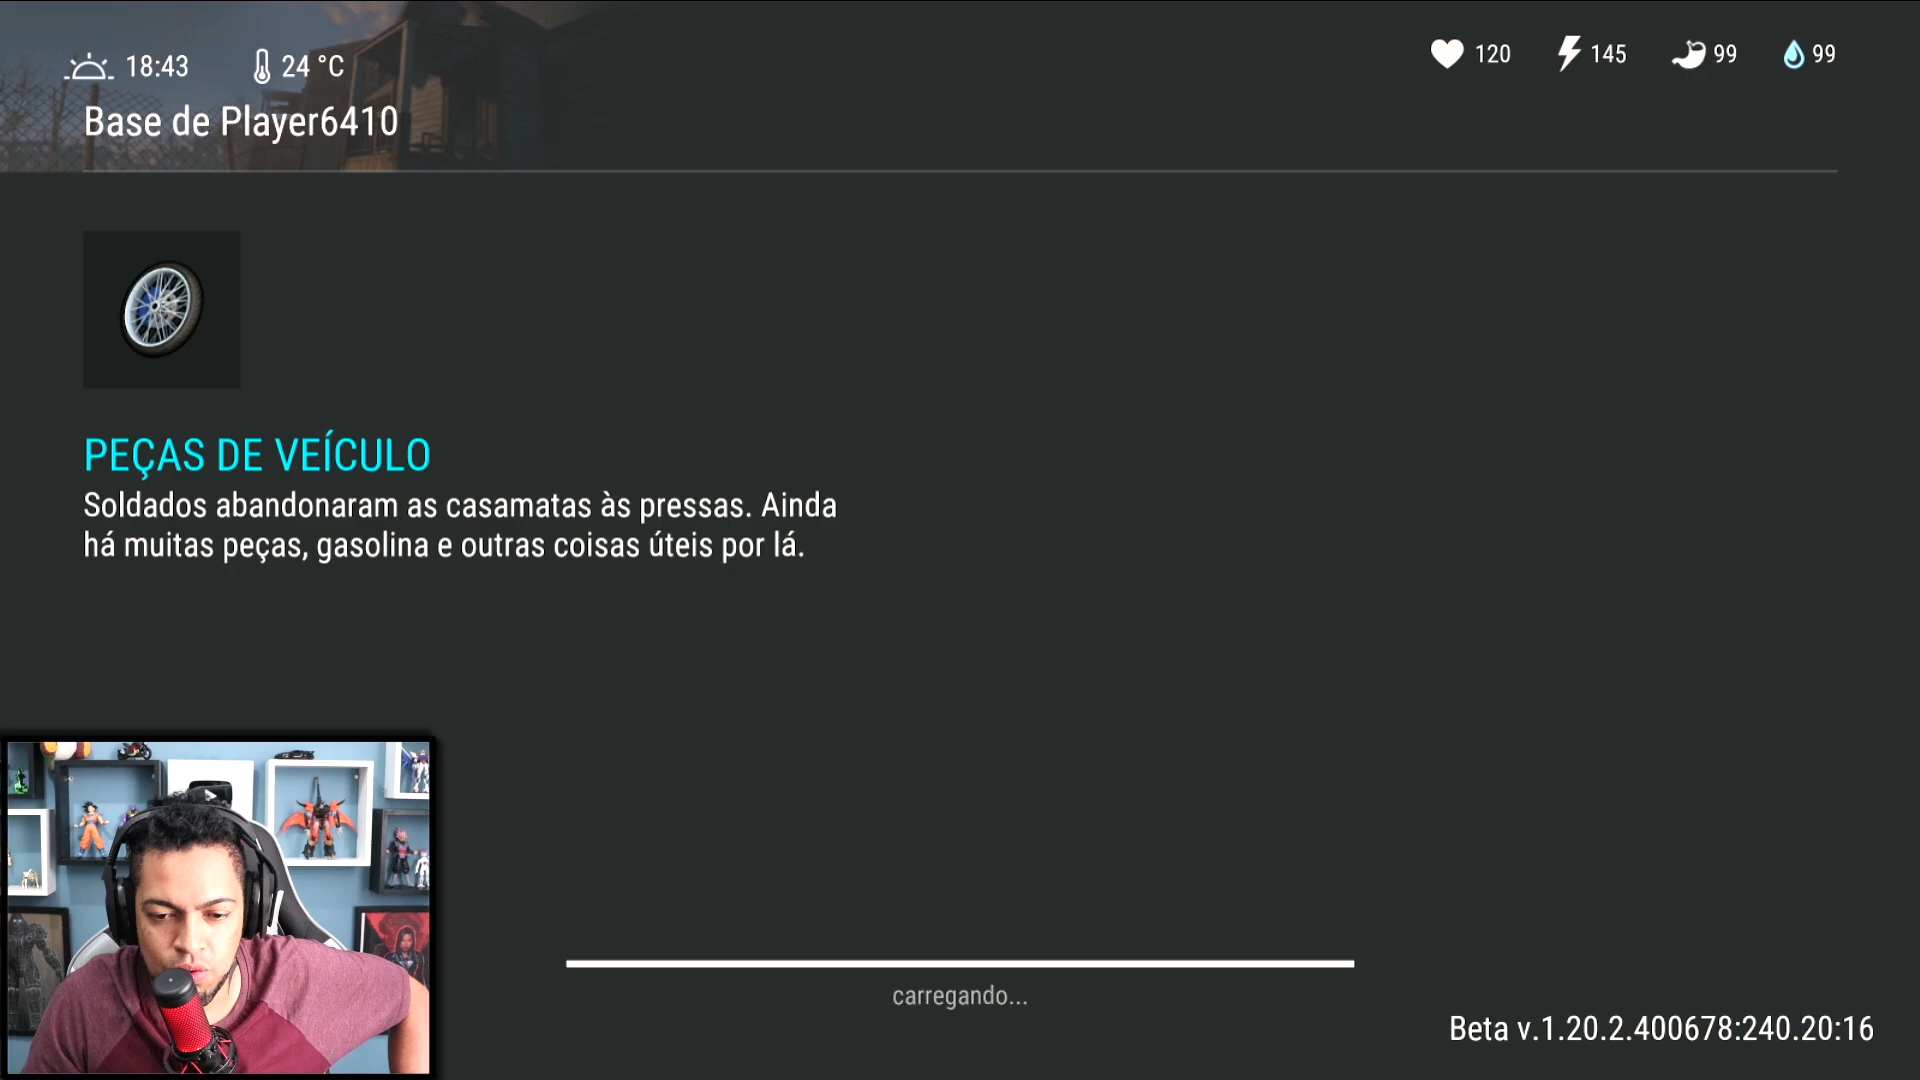 18:43
24 °C
120
145
99
99
Base de Player6410
PEÇAS DE VEÍCULO
Soldados abandonaram as casamatas às pressas. Ainda
há muitas peças, gasolina e outras coisas úteis por lá.
carregando...
Beta v.1.20.2.400678:240.20:16